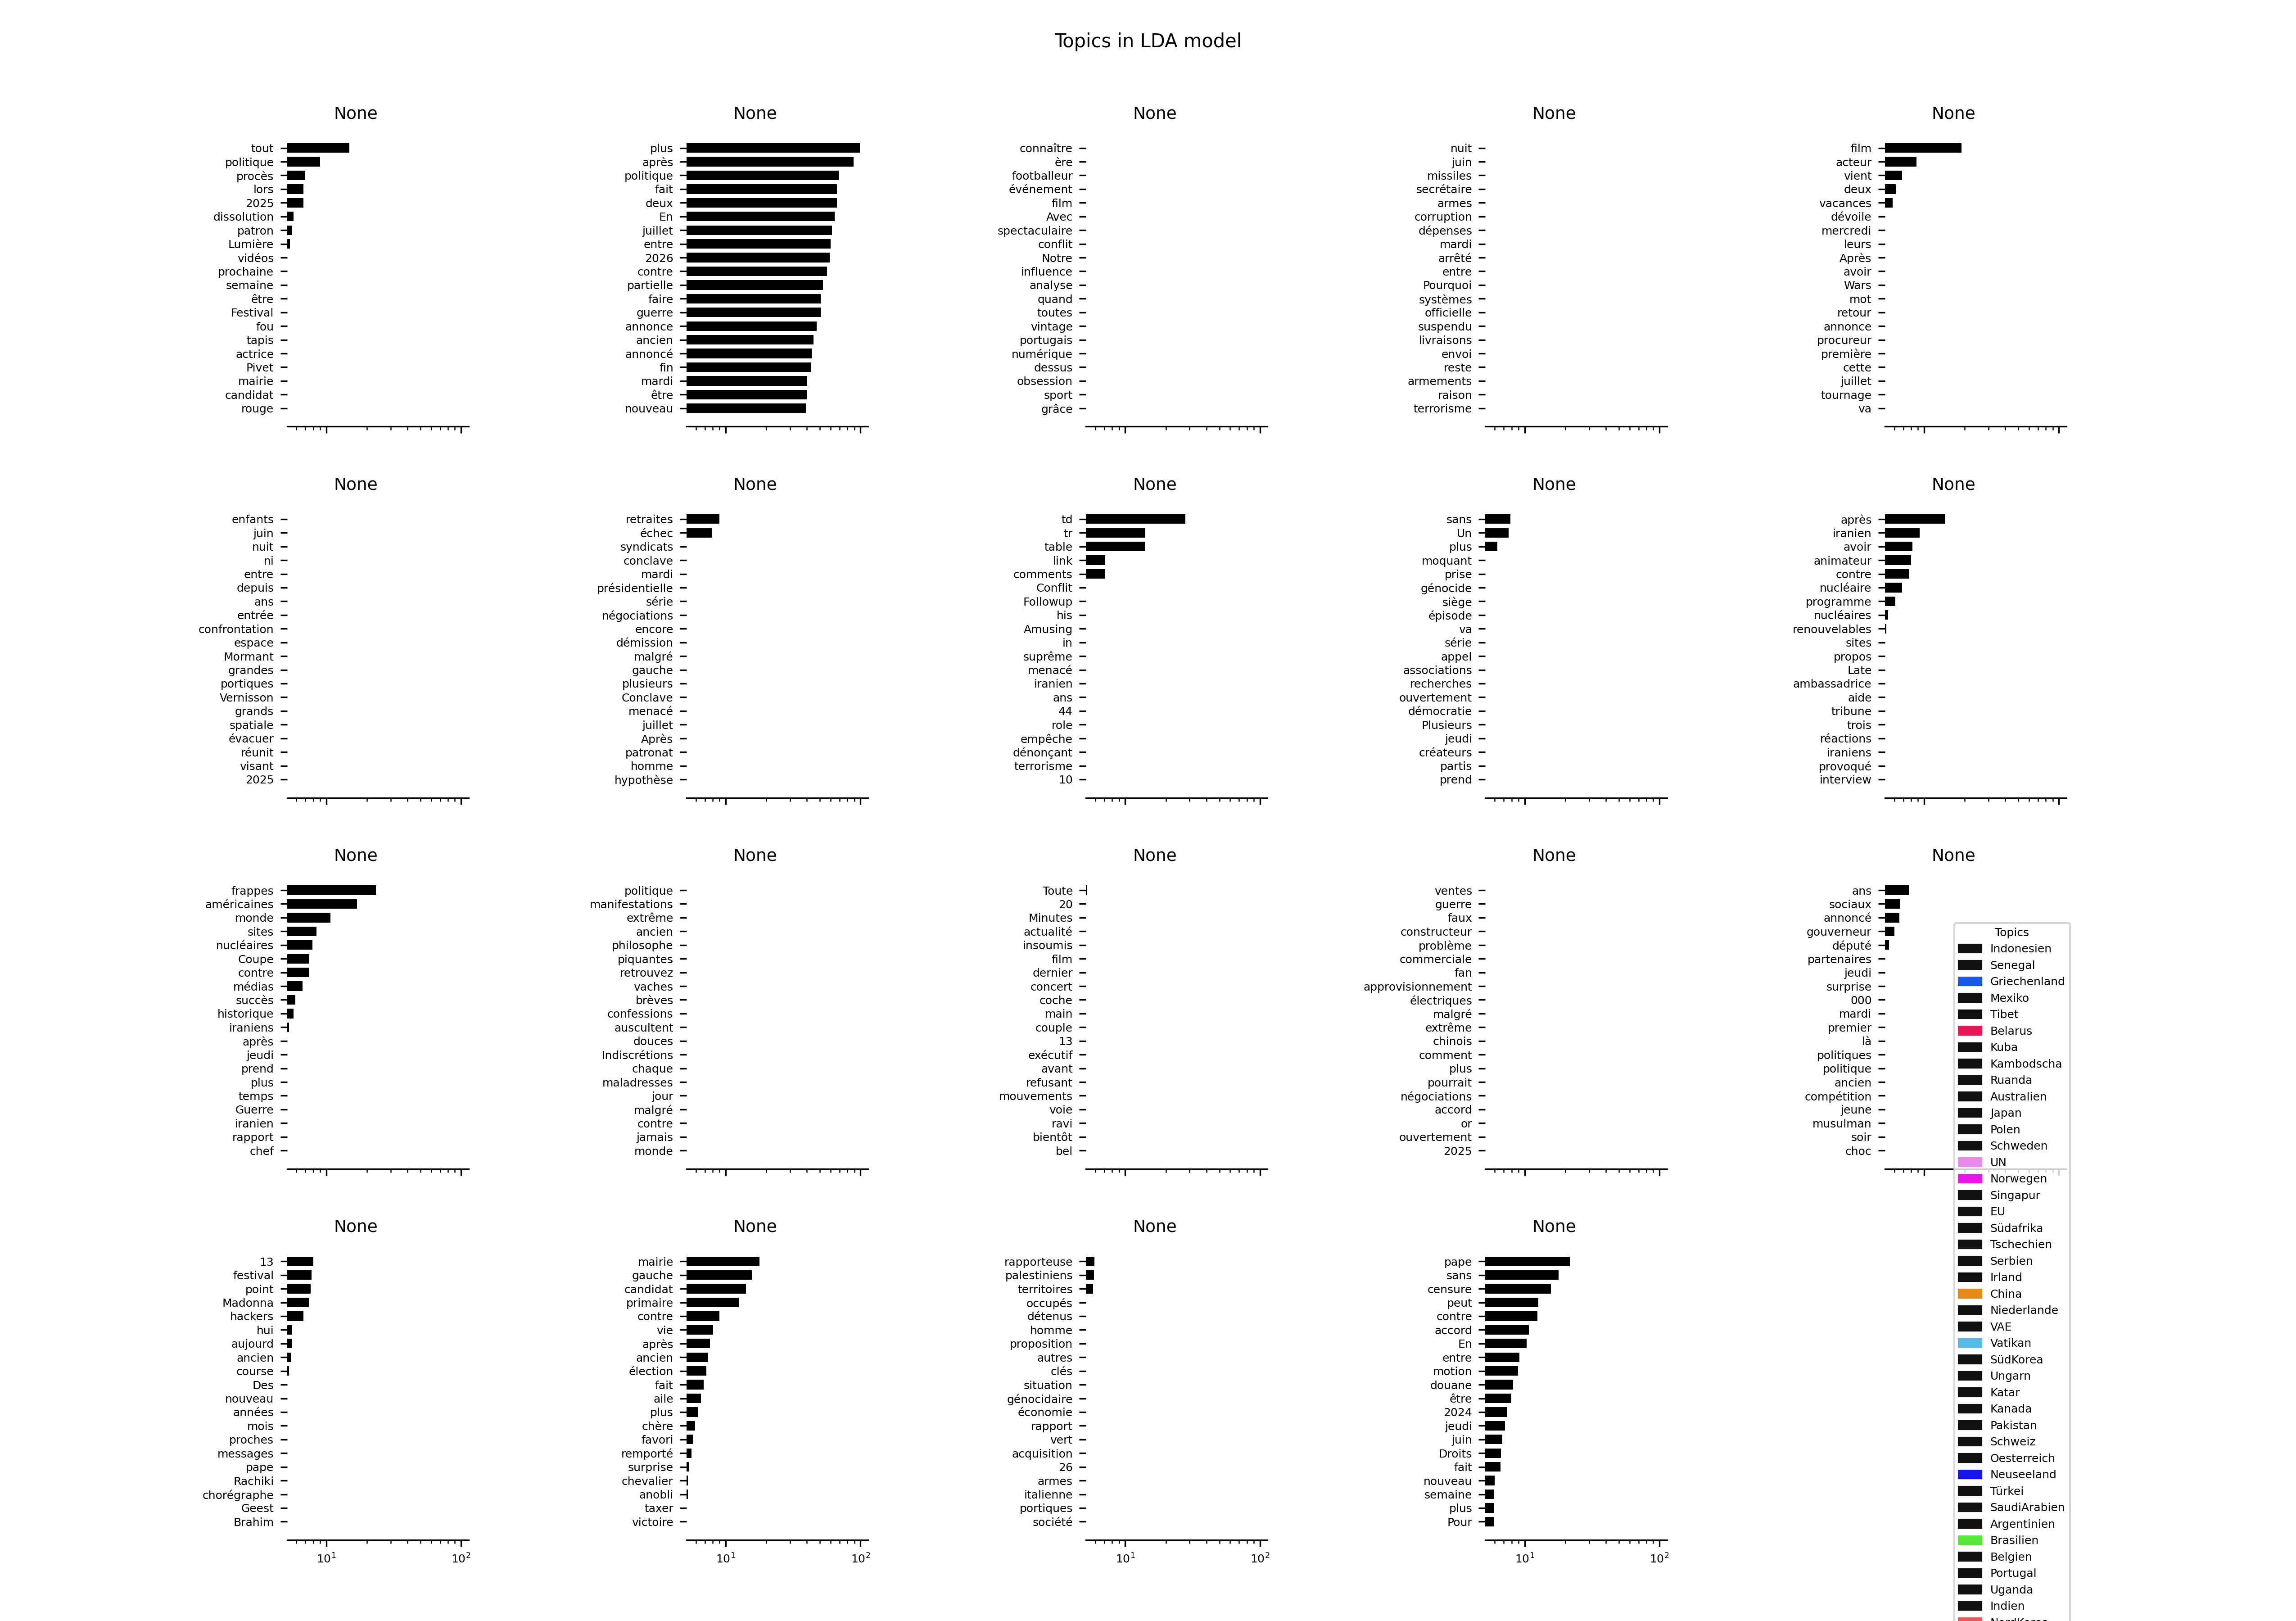 Topics in LDA model
None
tout
politique
procès
lors
2025
dissolution
patron
Lumière
vidéos
prochaine
semaine
être
Festival
fou
tapis
actrice
Pivet
mairie
candidat
rouge
None
plus
après
politique
fait
deux
En
juillet
entre
2026
contre
partielle
faire
guerre
annonce
ancien
annoncé
fin
mardi
être
nouveau
None
connaître
ère
footballeur
événement
film
Avec
spectaculaire
conflit
Notre
influence
analyse
quand
toutes
vintage
portugais
numérique
dessus
obsession
sport
grâce
None
nuit
juin
missiles
secrétaire
armes
corruption
dépenses
mardi
arrêté
entre
Pourquoi
systèmes
officielle
suspendu
livraisons
envoi
reste
armements
raison
terrorisme
None
film
acteur
vient
deux
vacances
dévoile
mercredi
leurs
Après
avoir
Wars
mot
retour
annonce
procureur
première
cette
juillet
tournage
va
None
enfants
juin
nuit
ni
entre
depuis
ans
entrée
confrontation
espace
Mormant
grandes
portiques
Vernisson
grands
spatiale
évacuer
réunit
visant
2025
None
retraites
échec
syndicats
conclave
mardi
présidentielle
série
négociations
encore
démission
malgré
gauche
plusieurs
Conclave
menacé
juillet
Après
patronat
homme
hypothèse
None
td
tr
table
link
comments
Conflit
Followup
his
Amusing
in
suprême
menacé
iranien
ans
44
role
empêche
dénonçant
terrorisme
10
None
sans
Un
plus
moquant
prise
génocide
siège
épisode
va
série
appel
associations
recherches
ouvertement
démocratie
Plusieurs
jeudi
créateurs
partis
prend
None
après
iranien
avoir
animateur
contre
nucléaire
programme
nucléaires
renouvelables
sites
propos
Late
ambassadrice
aide
tribune
trois
réactions
iraniens
provoqué
interview
None
frappes
américaines
monde
sites
nucléaires
Coupe
contre
médias
succès
historique
iraniens
après
jeudi
prend
plus
temps
Guerre
iranien
rapport
chef
None
politique
manifestations
extrême
ancien
philosophe
piquantes
retrouvez
vaches
brèves
confessions
auscultent
douces
Indiscrétions
chaque
maladresses
jour
malgré
contre
jamais
monde
None
Toute
20
Minutes
actualité
insoumis
film
dernier
concert
coche
main
couple
13
exécutif
avant
refusant
mouvements
voie
ravi
bientôt
bel
None
ventes
guerre
faux
constructeur
problème
commerciale
fan
approvisionnement
électriques
malgré
extrême
chinois
comment
plus
pourrait
négociations
accord
or
ouvertement
2025
None
ans
sociaux
annoncé
gouverneur
député
partenaires
jeudi
surprise
000
mardi
premier
là
politiques
politique
ancien
compétition
jeune
musulman
soir
choc
None
13
festival
point
Madonna
hackers
hui
aujourd
ancien
course
Des
nouveau
années
mois
proches
messages
pape
Rachiki
chorégraphe
Geest
Brahim
10¹ 10²
None
mairie
gauche
candidat
primaire
contre
vie
après
ancien
élection
fait
aile
plus
chère
favori
remporté
surprise
chevalier
anobli
taxer
victoire
10¹ 10²
None
rapporteuse
palestiniens
territoires
occupés
détenus
homme
proposition
autres
clés
situation
génocidaire
économie
rapport
vert
acquisition
26
armes
italienne
portiques
société
10¹ 10²
None
pape
sans
censure
peut
contre
accord
En
entre
motion
douane
être
2024
jeudi
juin
Droits
fait
nouveau
semaine
plus
Pour
10¹ 10²
Topics
Indonesien
Senegal
Griechenland
Mexiko
Tibet
Belarus
Kuba
Kambodscha
Ruanda
Australien
Japan
Polen
Schweden
UN
Norwegen
Singapur
EU
Südafrika
Tschechien
Serbien
Irland
China
Niederlande
VAE
Vatikan
SüdKorea
Ungarn
Katar
Kanada
Pakistan
Schweiz
Oesterreich
Neuseeland
Türkei
SaudiArabien
Argentinien
Brasilien
Belgien
Portugal
Uganda
Indien